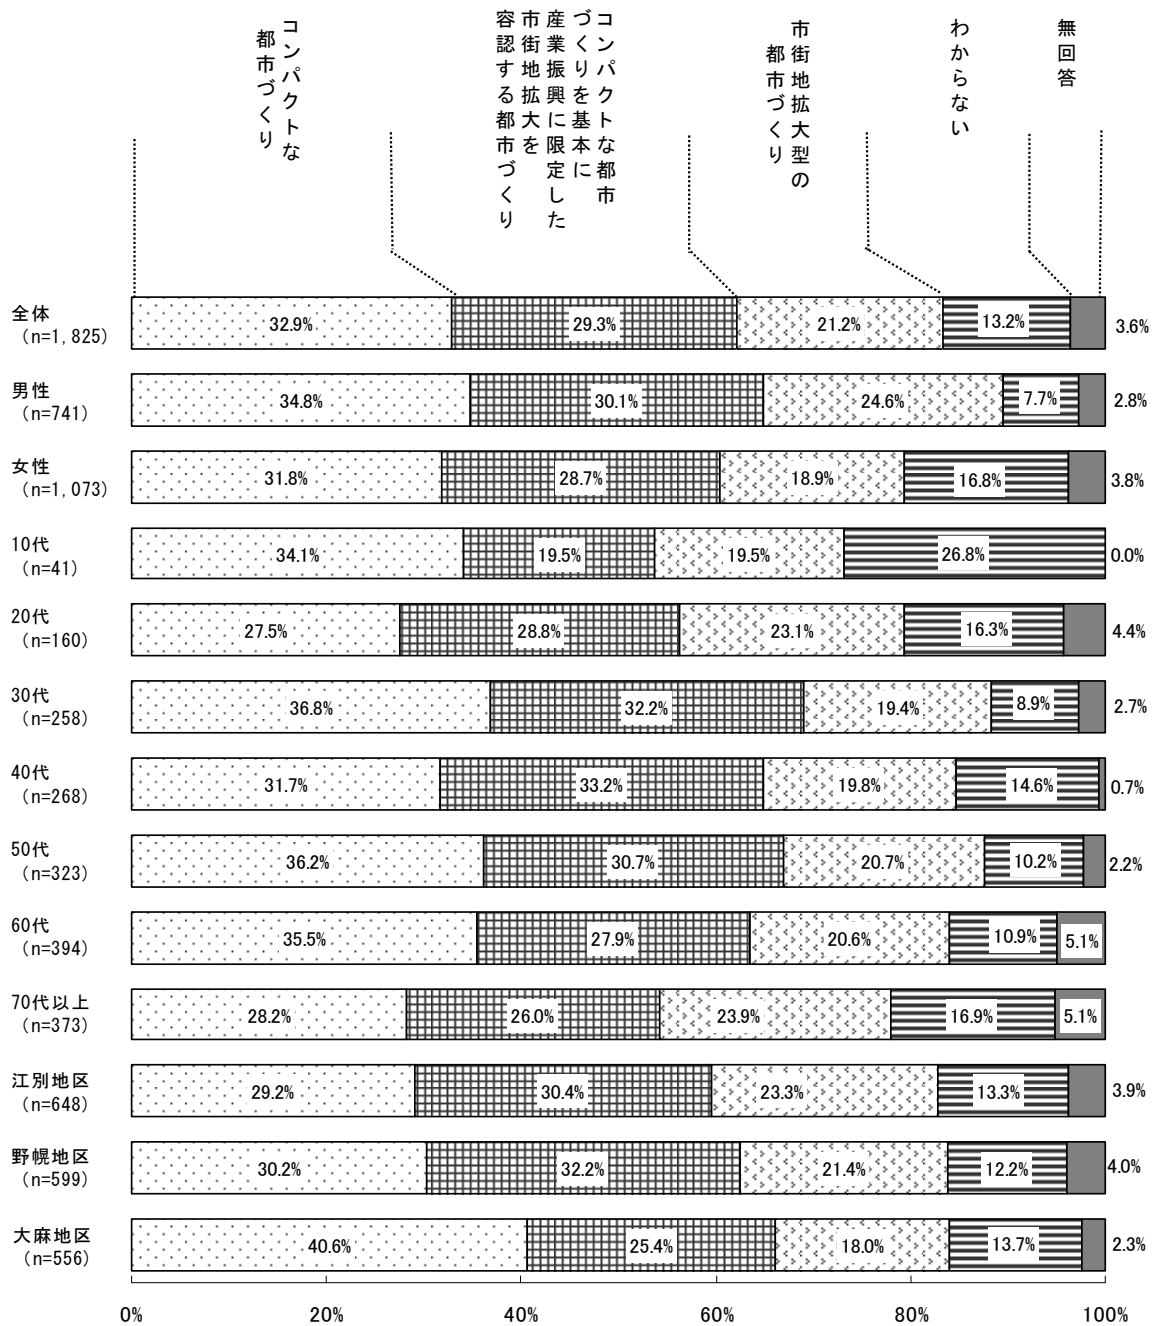 コンパクトな
都市づくり
コンパクトな都市
づくりを基本に
産業振興に限定した
市街地拡大を
容認する都市づくり
市街地拡大型の
都市づくり
わからない
無回答
全体
（n=1,825）
32.9%
29.3%
21.2%
13.2%
3.6%
男性
（n=741）
34.8%
30.1%
24.6%
7.7%
2.8%
女性
（n=1,073）
31.8%
28.7%
18.9%
16.8%
3.8%
10代
（n=41）
34.1%
19.5%
19.5%
26.8%
0.0%
20代
（n=160）
27.5%
28.8%
23.1%
16.3%
4.4%
30代
（n=258）
36.8%
32.2%
19.4%
8.9%
2.7%
40代
（n=268）
31.7%
33.2%
19.8%
14.6%
0.7%
50代
（n=323）
36.2%
30.7%
20.7%
10.2%
2.2%
60代
（n=394）
35.5%
27.9%
20.6%
10.9%
5.1%
70代以上
（n=373）
28.2%
26.0%
23.9%
16.9%
5.1%
江別地区
（n=648）
29.2%
30.4%
23.3%
13.3%
3.9%
野幌地区
（n=599）
30.2%
32.2%
21.4%
12.2%
4.0%
大麻地区
（n=556）
40.6%
25.4%
18.0%
13.7%
2.3%
0%
20%
40%
60%
80%
100%